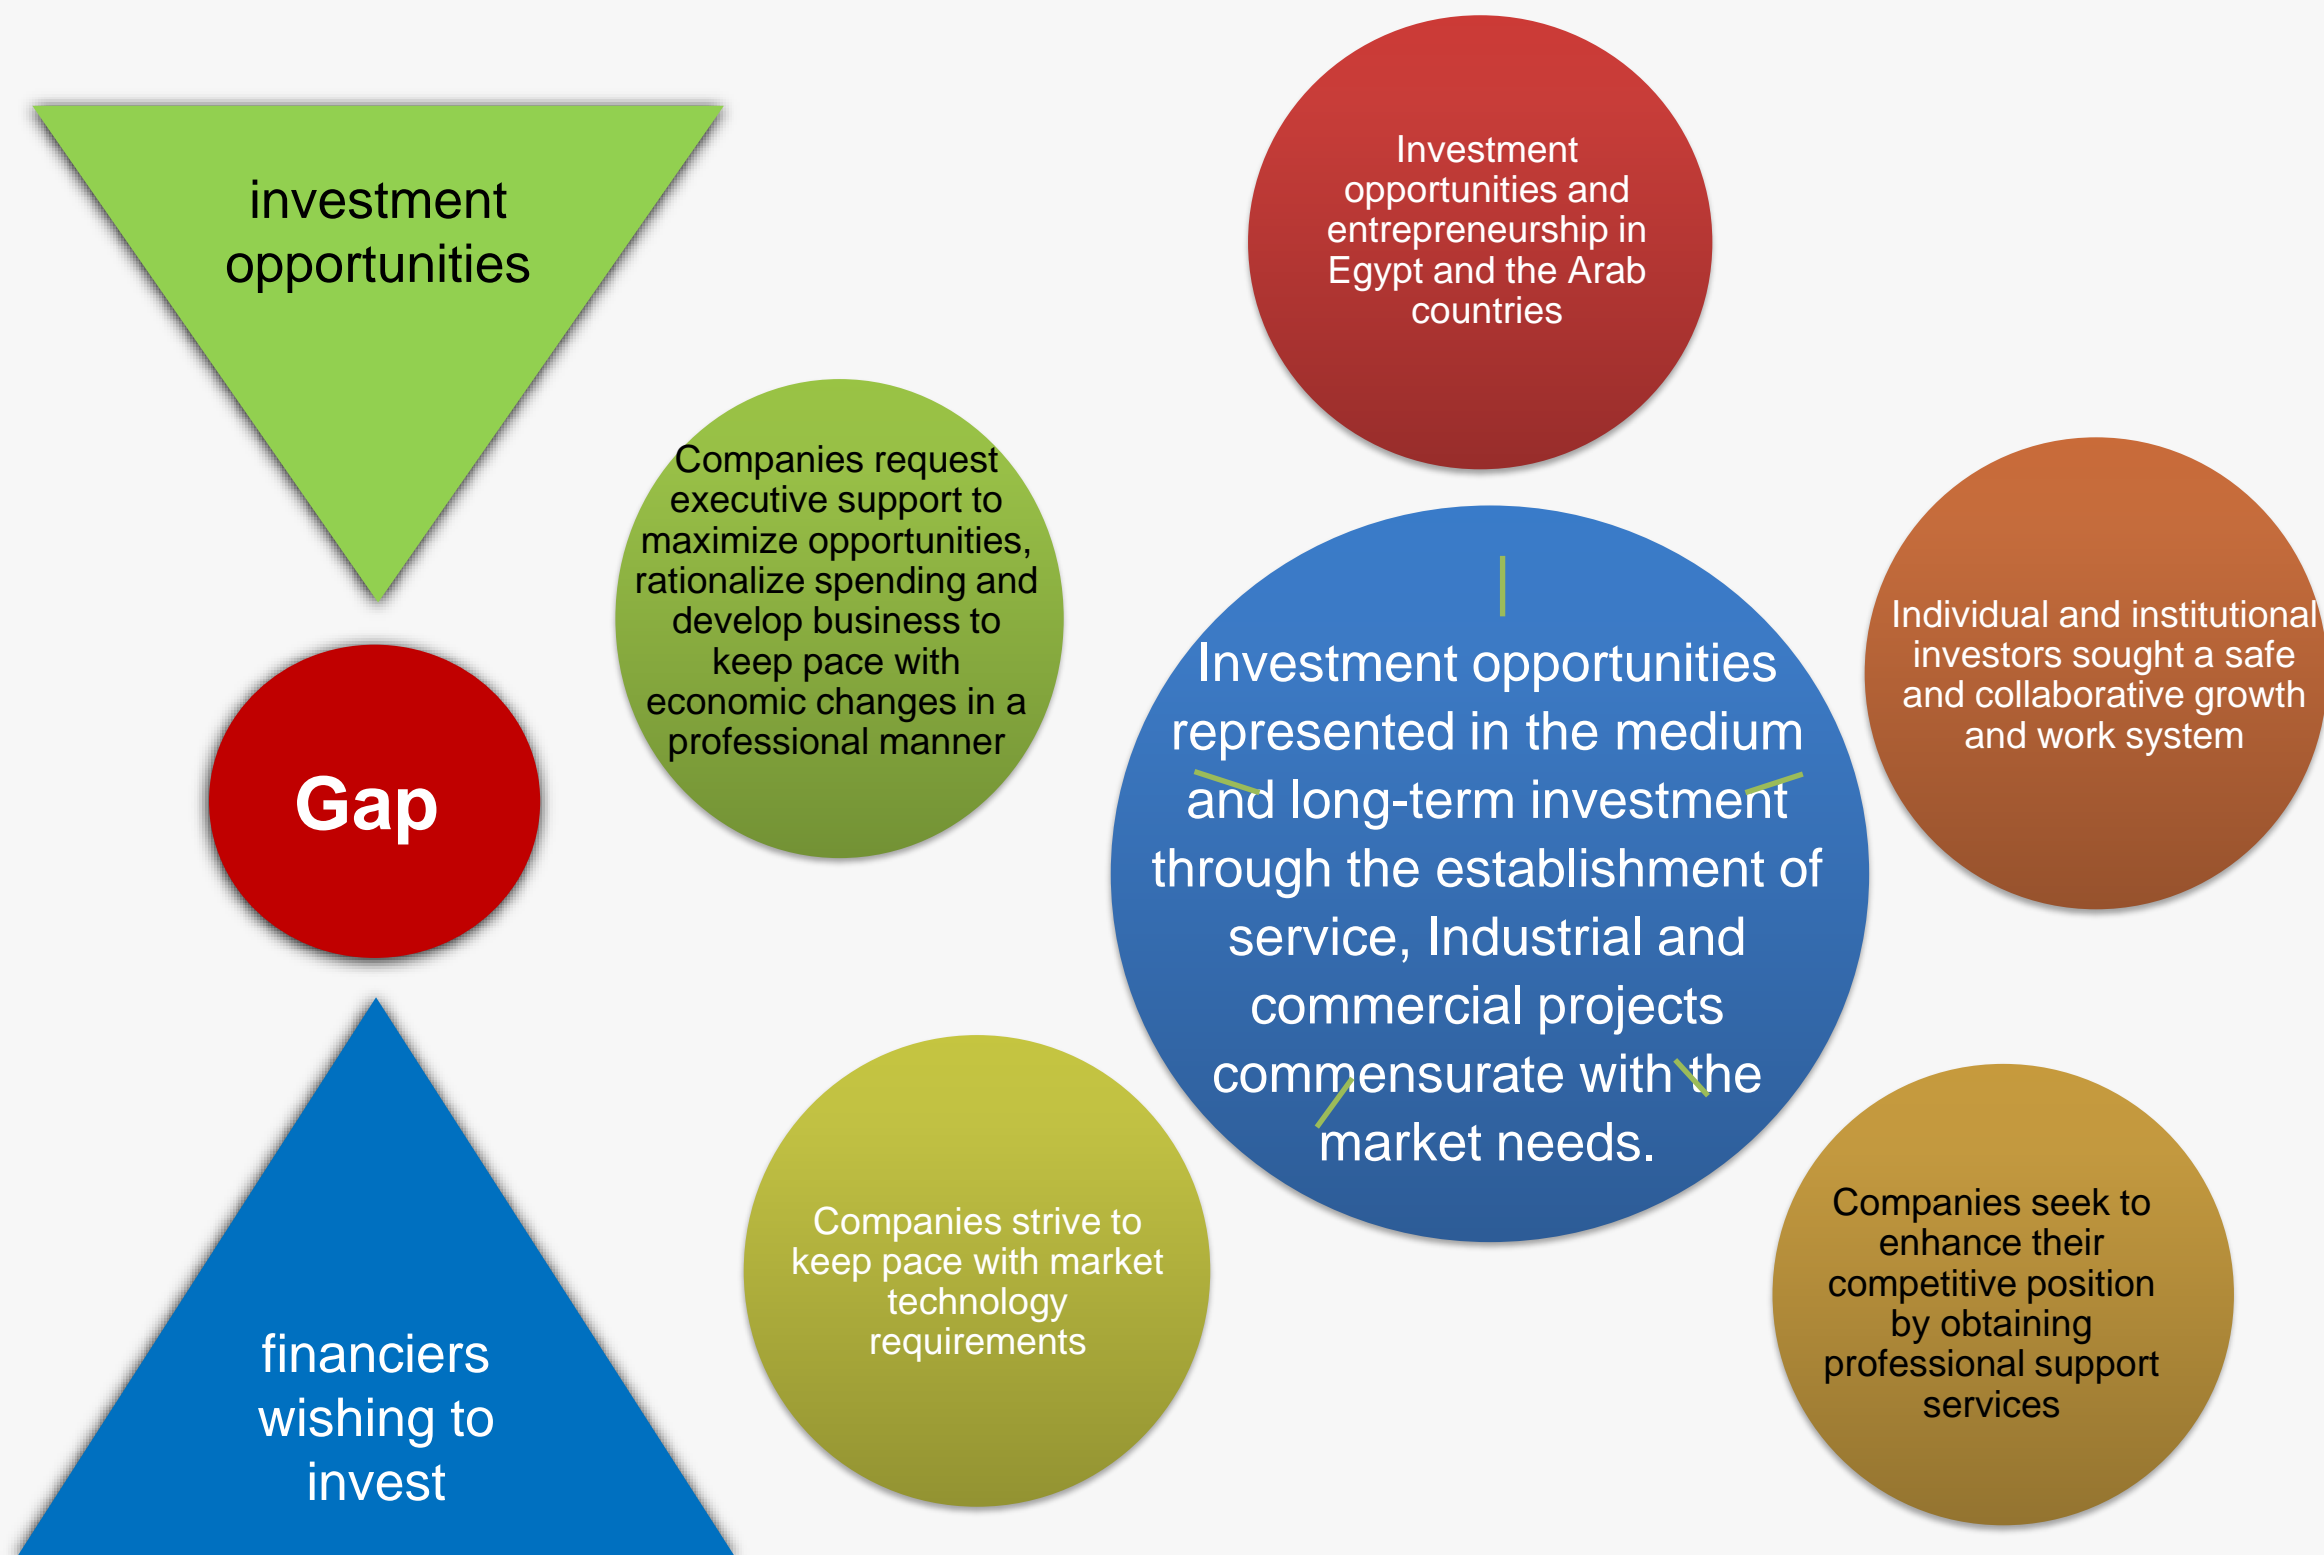 investment
opportunities
Gap
financiers
wishing to
invest
Investment
opportunities and
entrepreneurship in
Egypt and the Arab
countries
Companies request
executive support to
maximize opportunities,
rationalize spending and
develop business to
keep pace with
economic changes in a
professional manner
Investment opportunities
represented in the medium
and long-term investment
through the establishment of
service, Industrial and
commercial projects
commensurate with the
market needs.
Individual and institutional
investors sought a safe
and collaborative growth
and work system
Companies strive to
keep pace with market
technology
requirements
Companies seek to
enhance their
competitive position
by obtaining
professional support
services